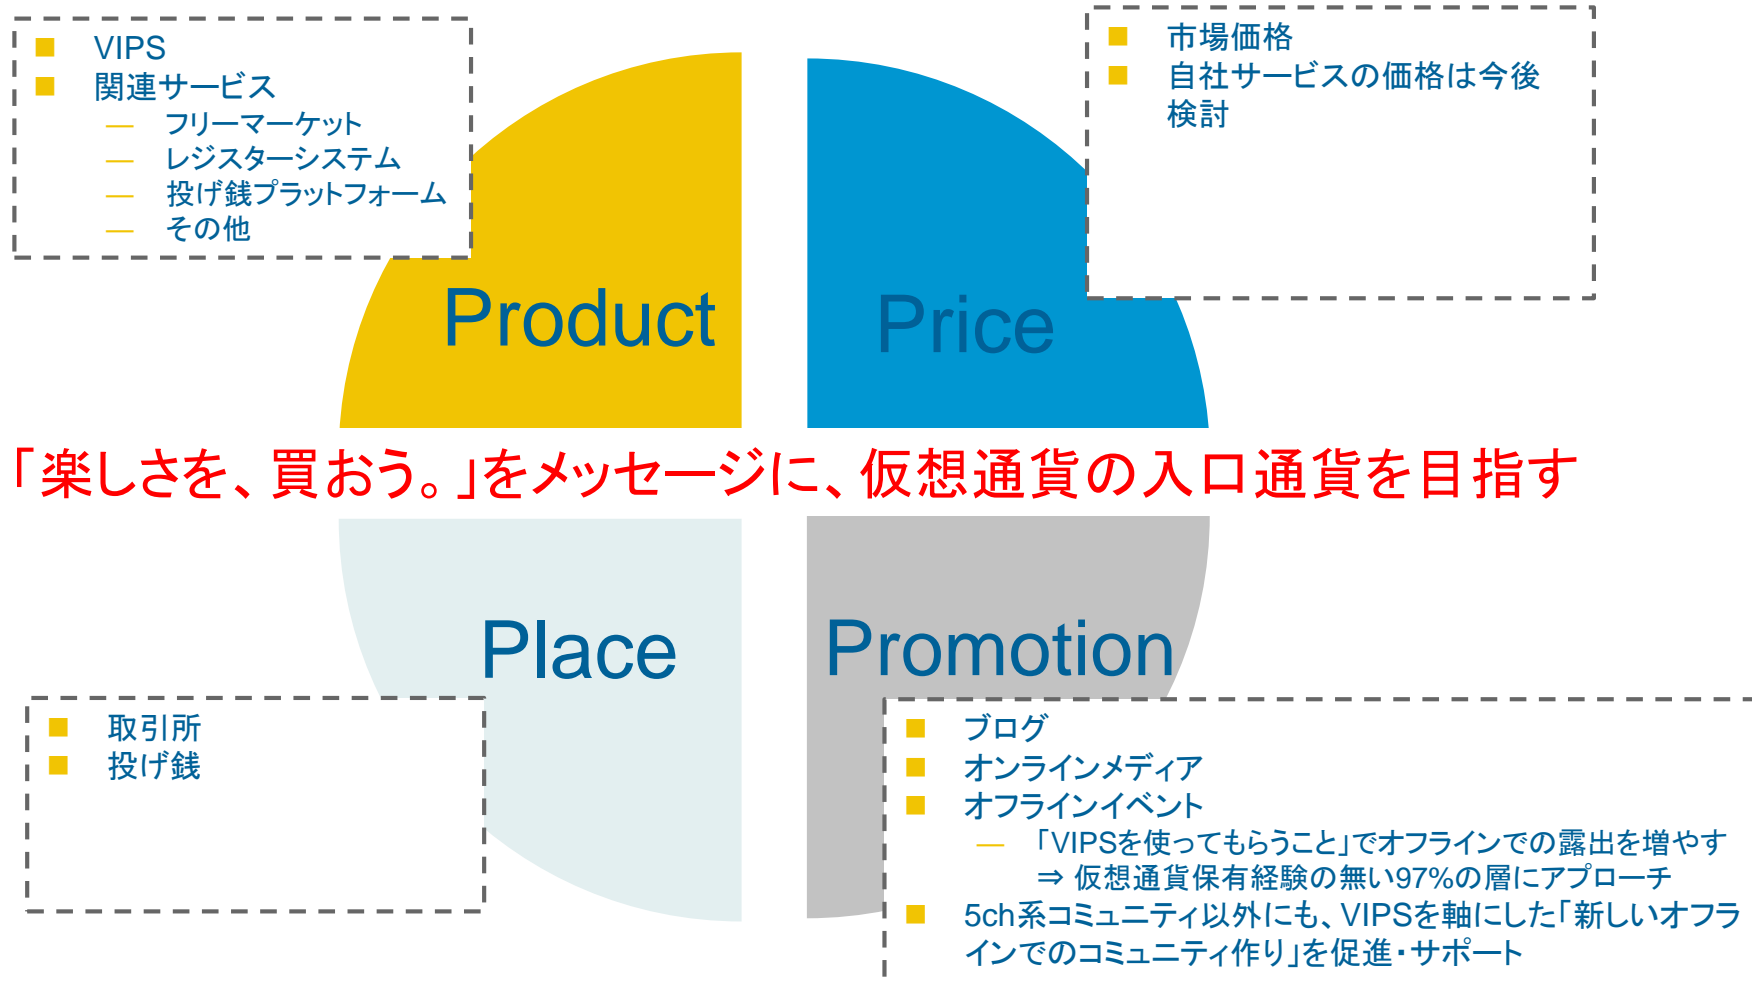 VIPS
関連サービス
― フリーマーケット
― レジスターシステム
― 投げ銭プラットフォーム
― その他
Product
市場価格
自社サービスの価格は今後
検討
Price
「楽しさを、買おう。」をメッセージに、仮想通貨の入口通貨を目指す
Place
取引所
投げ銭
Promotion
ブログ
オンラインメディア
オフラインイベント
― 「VIPSを使ってもらうこと」でオフラインでの露出を増やす
⇒ 仮想通貨保有経験の無い97%の層にアプローチ
5ch系コミュニティ以外にも、VIPSを軸にした「新しいオフラ
インでのコミュニティ作り」を促進・サポート